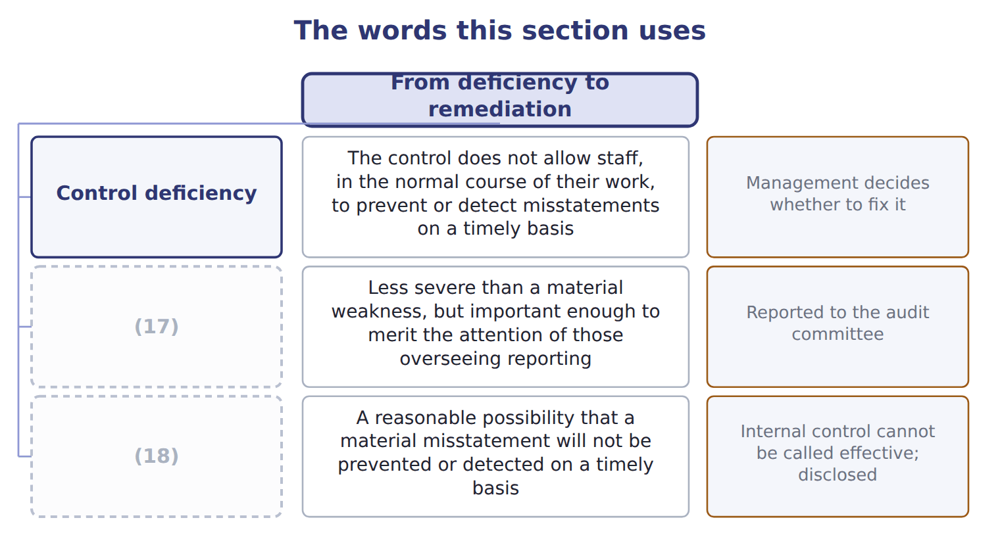 The words this section uses
From deficiency to
remediation
Control deficiency
The control does not allow staff,
in the normal course of their work,
to prevent or detect misstatements
on a timely basis
Management decides
whether to fix it
(17)
Less severe than a material
weakness, but important enough to
merit the attention of those
overseeing reporting
Reported to the audit
committee
(18)
A reasonable possibility that a
material misstatement will not be
prevented or detected on a timely
basis
Internal control cannot
be called effective;
disclosed